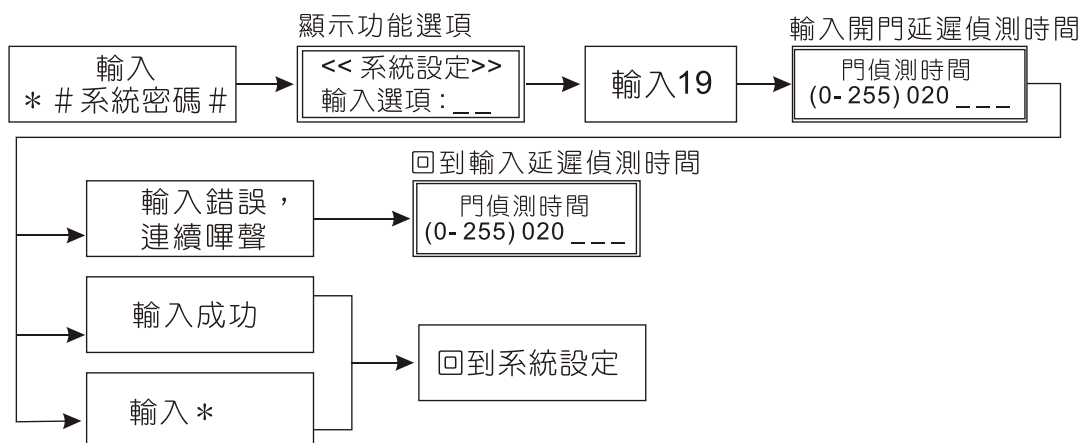 輸入
*#系統密碼#
顯示功能選項
<<系統設定>>
輸入選項:_ _
輸入19
輸入開門延遲偵測時間
門偵測時間
(0-255) 020 _ _ _
輸入錯誤,
連續嗶聲
回到輸入延遲偵測時間
門偵測時間
(0-255) 020 _ _ _
輸入成功
輸入*
回到系統設定